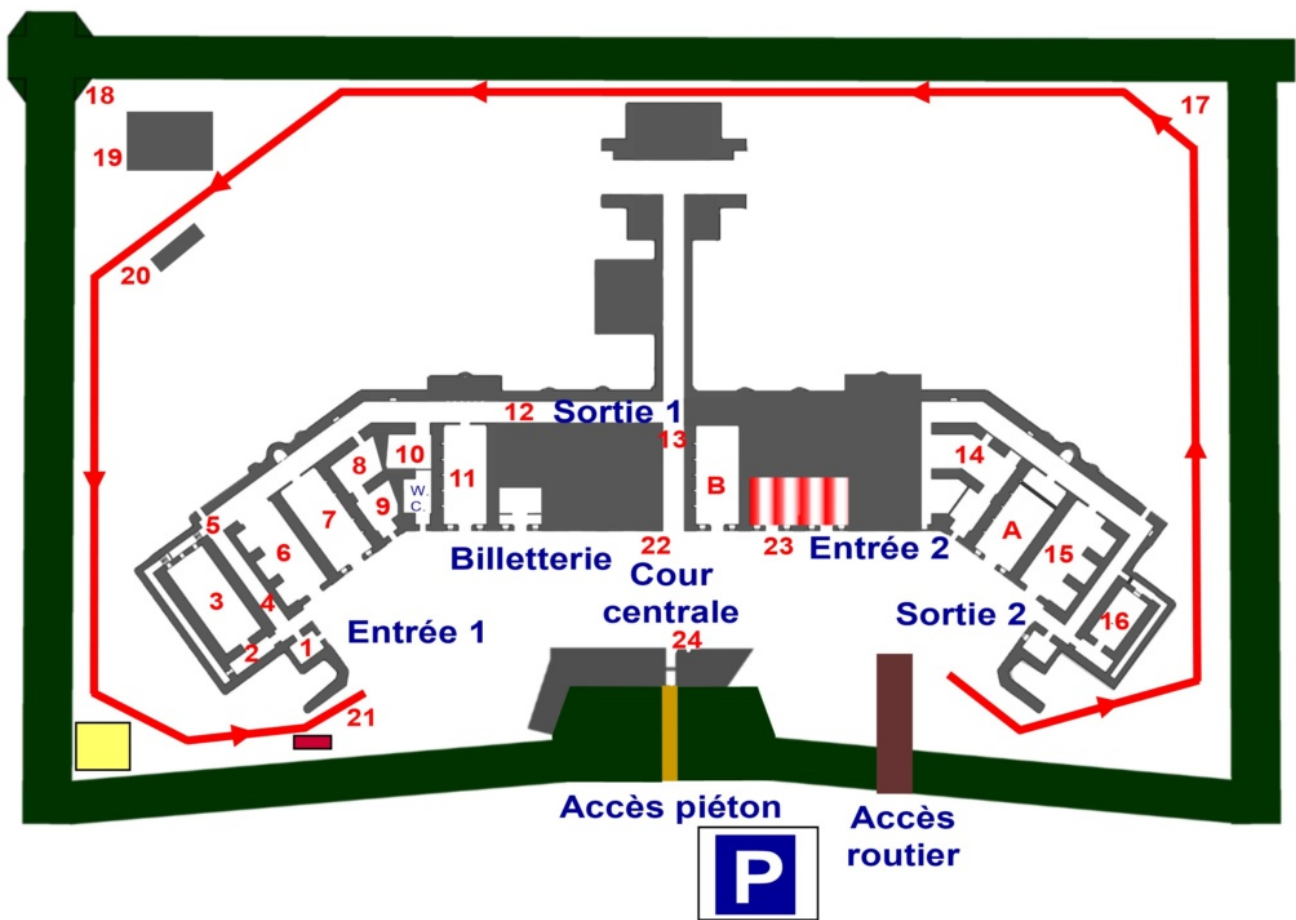 18
17
19
20
12
Sortie 1
13
14
8
10
11
B
W.
C.
9
7
A
5
6
15
22
23
Entrée 2
Billetterie
Cour
centrale
3
4
Entrée 1
Sortie 2
16
2
1
24
21
Accès piéton
Accès
routier
P